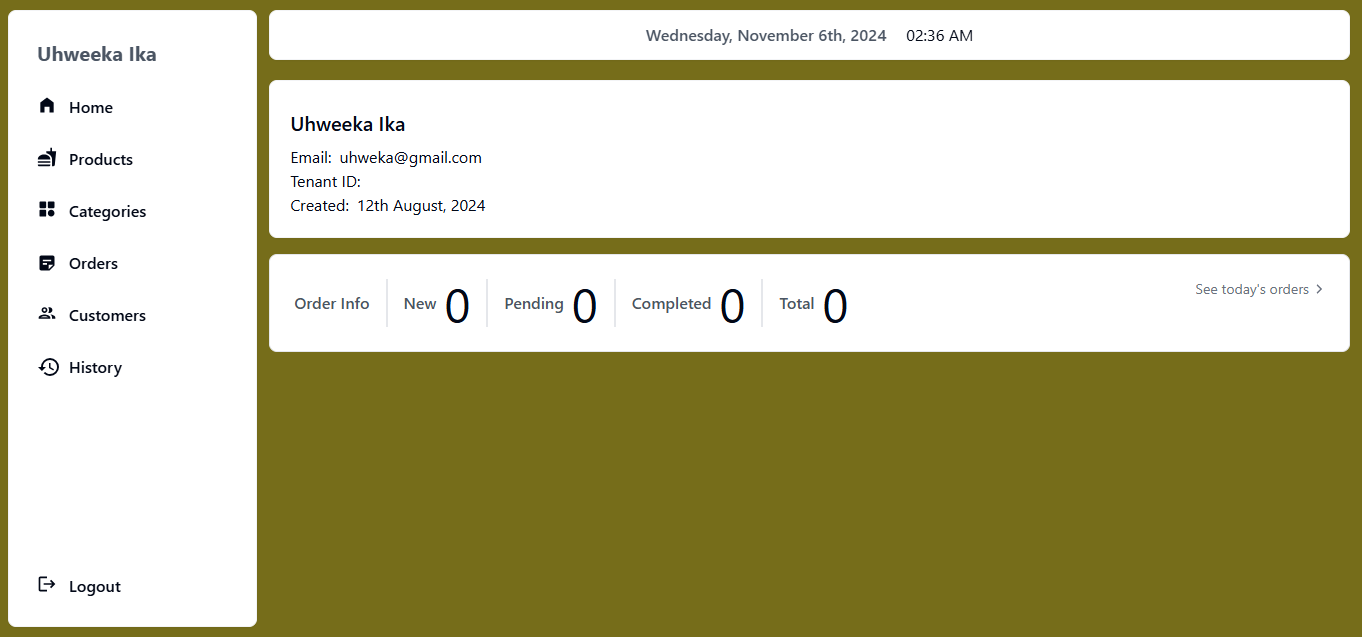 Uhweeka Ika
Home
Products
Categories
Orders
Customers
History
Logout
Wednesday, November 6th, 2024 02:36 AM
Uhweeka Ika
Email: uhweka@gmail.com
Tenant ID:
Created: 12th August, 2024
Order Info New 0 Pending 0 Completed 0 Total 0
See today's orders